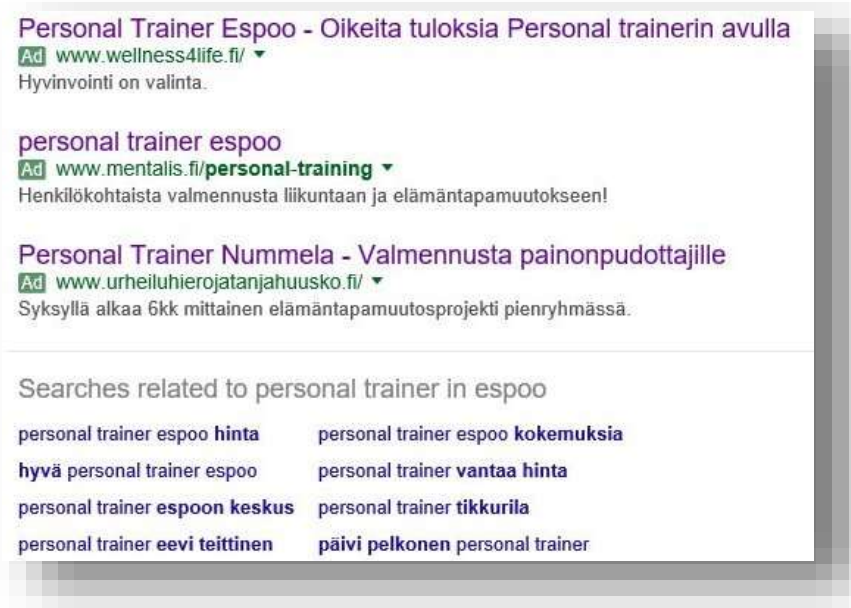 Personal Trainer Espoo - Oikeita tuloksia Personal trainerin avulla
Ad www.wellness4life.fi/
Hyvinvointi on valinta.
personal trainer espoo
Ad www.mentalis.fi/personal-training
Henkilökohtaista valmennusta liikuntaan ja elämäntapamuutokseen!
Personal Trainer Nummela - Valmennusta painonpudottajille
Ad www.urheiluhierojatanjahuusko.fi/
Syksyllä alkaa 6kk mittainen elämäntapamuutosprojekti pienryhmässä.
Searches related to personal trainer in espoo
personal trainer espoo hinta
personal trainer espoo kokemuksia
hyvä personal trainer espoo
personal trainer vantaa hinta
personal trainer espoon keskus
personal trainer tikkurila
personal trainer eevi teittinen
päivi pelkonen personal trainer